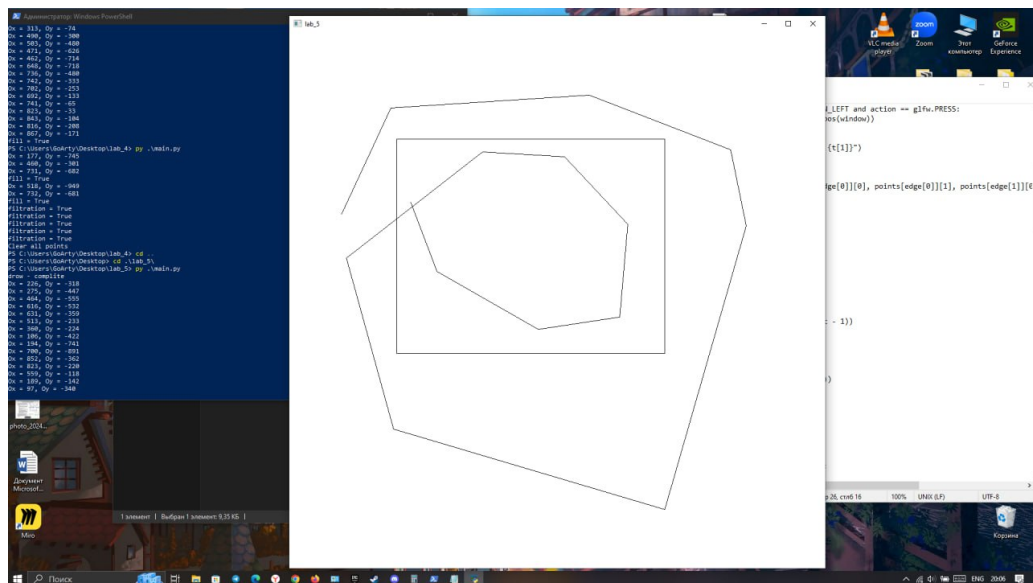 Администратор: Windows PowerShell
Ox = 313, Oy = -74
Ox = 490, Oy = -300
Ox = 503, Oy = -480
Ox = 471, Oy = -626
Ox = 462, Oy = -714
Ox = 648, Oy = -718
Ox = 736, Oy = -480
Ox = 742, Oy = -333
Ox = 702, Oy = -253
Ox = 692, Oy = -133
Ox = 741, Oy = -65
Ox = 823, Oy = -33
Ox = 843, Oy = -104
Ox = 816, Oy = -208
Ox = 867, Oy = -171
fill = True
PS C:\Users\GoArty\Desktop\lab_4> py .\main.py
Ox = 177, Oy = -745
Ox = 460, Oy = -301
Ox = 731, Oy = -682
fill = True
Ox = 518, Oy = -949
Ox = 732, Oy = -681
fill = True
filtration = True
filtration = True
filtration = True
filtration = True
filtration = True
Clear all points
PS C:\Users\GoArty\Desktop\lab_4> cd ..
PS C:\Users\GoArty\Desktop> cd .\lab_5\
PS C:\Users\GoArty\Desktop\lab_5> py .\main.py
drow - complite
Ox = 226, Oy = -318
Ox = 275, Oy = -447
Ox = 464, Oy = -555
Ox = 616, Oy = -532
Ox = 631, Oy = -359
Ox = 513, Oy = -233
Ox = 360, Oy = -224
Ox = 106, Oy = -422
Ox = 194, Oy = -741
Ox = 700, Oy = -891
Ox = 852, Oy = -362
Ox = 823, Oy = -220
Ox = 559, Oy = -118
Ox = 189, Oy = -142
Ox = 97, Oy = -340
lab_5
VLC media player
Zoom
zoom
Этот компьютер
GeForce Experience
_LEFT and action == glfw.PRESS:
os(window))
{t[1]}")
dge[0]][0], points[edge[0]][1], points[edge[1]][0
: - 1))
стлб 16
100%
UNIX (LF)
UTF-8
photo_2024...
Документ Microsof...
Miro
1 элемент
Выбран 1 элемент: 9,35 КБ
Корзина
Поиск
ENG
20:06